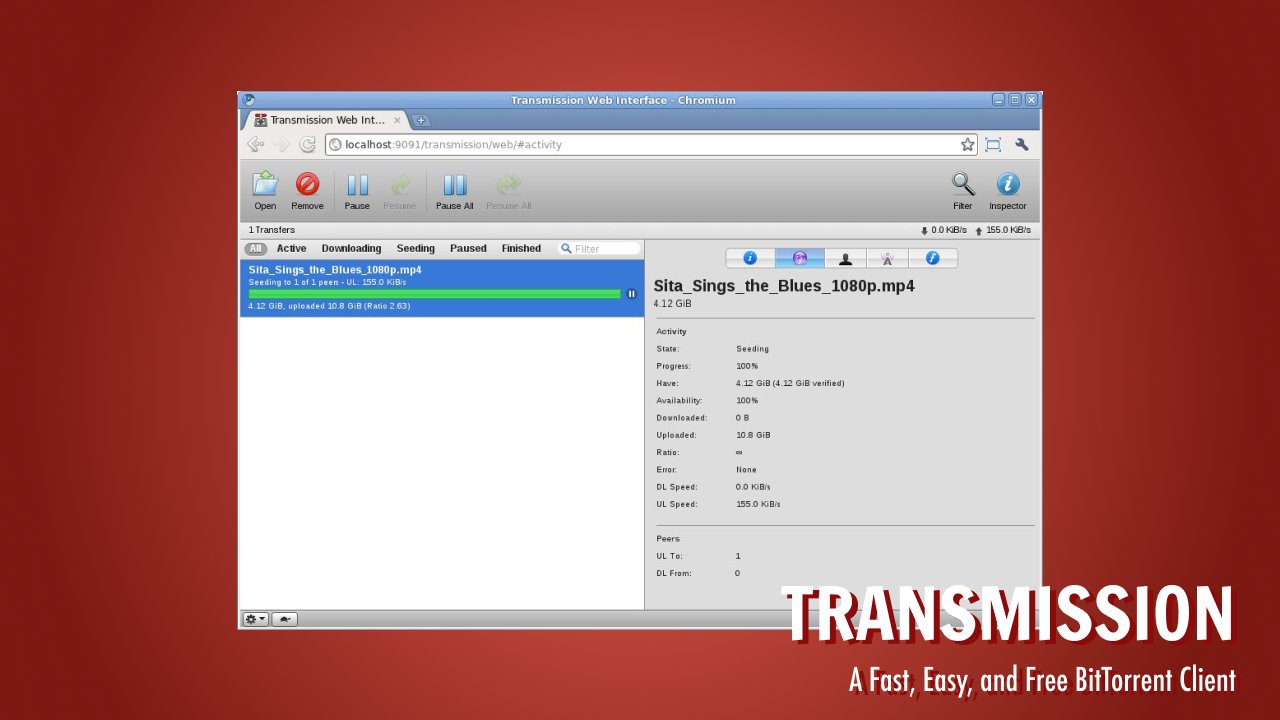 Transmission Web Interface - Chromium
Transmission Web Int...
localhost:9091/transmission/web/#activity
Open Remove Pause Resume Pause All Resume All Filter Inspector
1 Transfers 0.0 KiB/s 155.0 KiB/s
All Active Downloading Seeding Paused Finished Filter
Sita_Sings_the_Blues_1080p.mp4
Seeding to 1 of 1 peers - UL: 155.0 KiB/s
4.12 GiB, uploaded 10.8 GiB (Ratio 2.63)
Sita_Sings_the_Blues_1080p.mp4
4.12 GiB
Activity
State: Seeding
Progress: 100%
Have: 4.12 GiB (4.12 GiB verified)
Availability: 100%
Downloaded: 0 B
Uploaded: 10.8 GiB
Ratio: ∞
Error: None
DL Speed: 0.0 KiB/s
UL Speed: 155.0 KiB/s
Peers
UL To: 1
DL From: 0
TRANSMISSION
A Fast, Easy, and Free BitTorrent Client